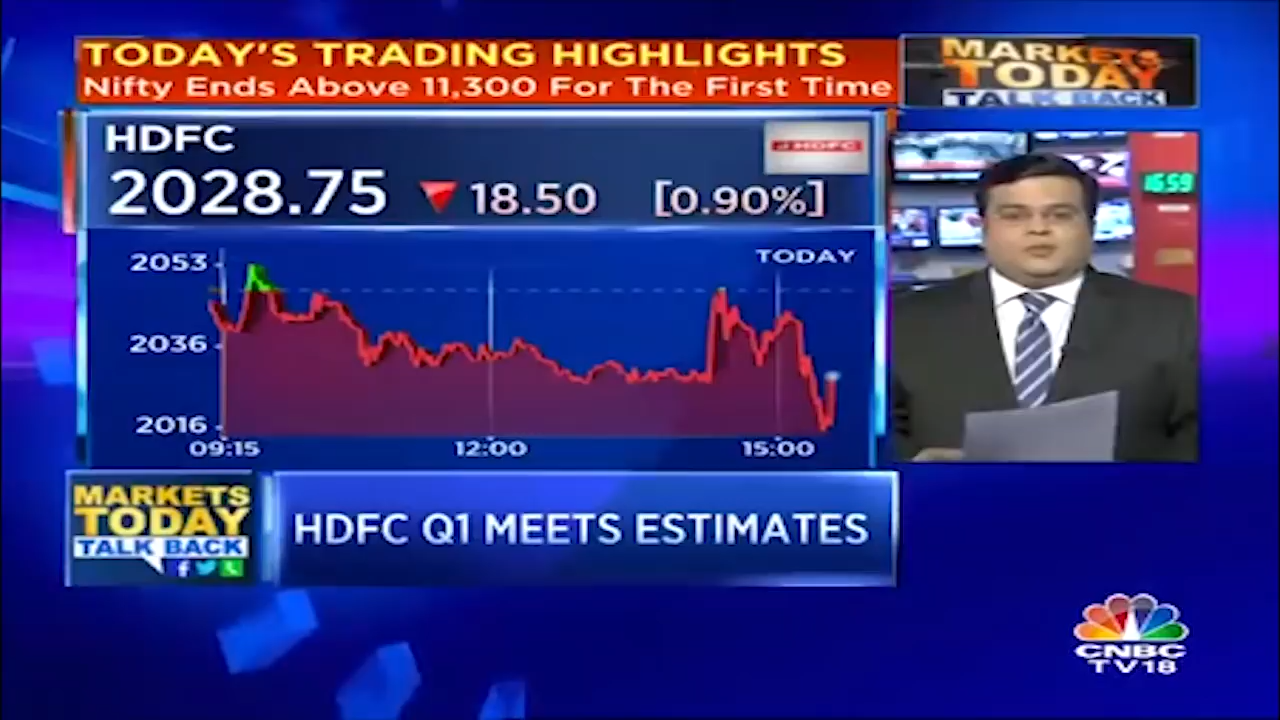 TODAY'S TRADING HIGHLIGHTS
Nifty Ends Above 11,300 For The First Time
MARKETS
TODAY
TALK BACK
HDFC
HDFC
2028.75 18.50 [0.90%]
16:59
TODAY
2053
2036
2016
09:15 12:00 15:00
MARKETS
TODAY
TALK BACK
HDFC Q1 MEETS ESTIMATES
CNBC
TV18